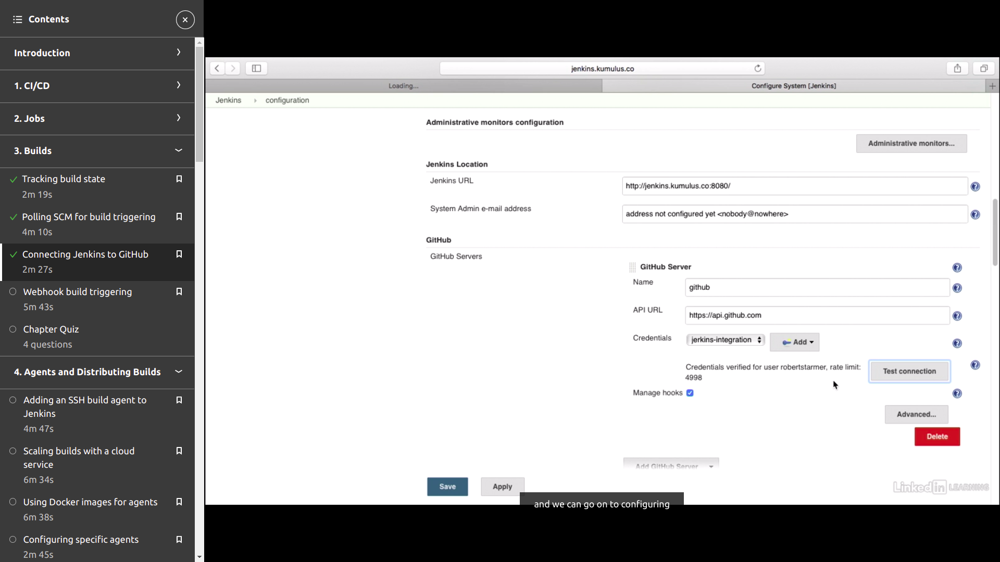 Contents
Introduction
1. CI/CD
2. Jobs
3. Builds
Tracking build state
2m 19s
Polling SCM for build triggering
4m 10s
Connecting Jenkins to GitHub
2m 27s
Webhook build triggering
5m 43s
Chapter Quiz
4 questions
4. Agents and Distributing Builds
Adding an SSH build agent to
Jenkins
4m 47s
Scaling builds with a cloud
service
6m 34s
Using Docker images for agents
6m 38s
Configuring specific agents
2m 45s
jenkins.kumulus.co
Loading...
Configure System [Jenkins]
Jenkins
configuration
Administrative monitors configuration
Administrative monitors...
Jenkins Location
Jenkins URL
http://jenkins.kumulus.co:8080/
System Admin e-mail address
address not configured yet <nobody@nowhere>
GitHub
GitHub Servers
GitHub Server
Name
github
API URL
https://api.github.com
Credentials
jerkins-integration
Add
Credentials verified for user robertstarmer, rate limit:
4998
Test connection
Manage hooks
Advanced...
Delete
Add GitHub Server
Save
Apply
LinkedIn LEARNING
and we can go on to configuring